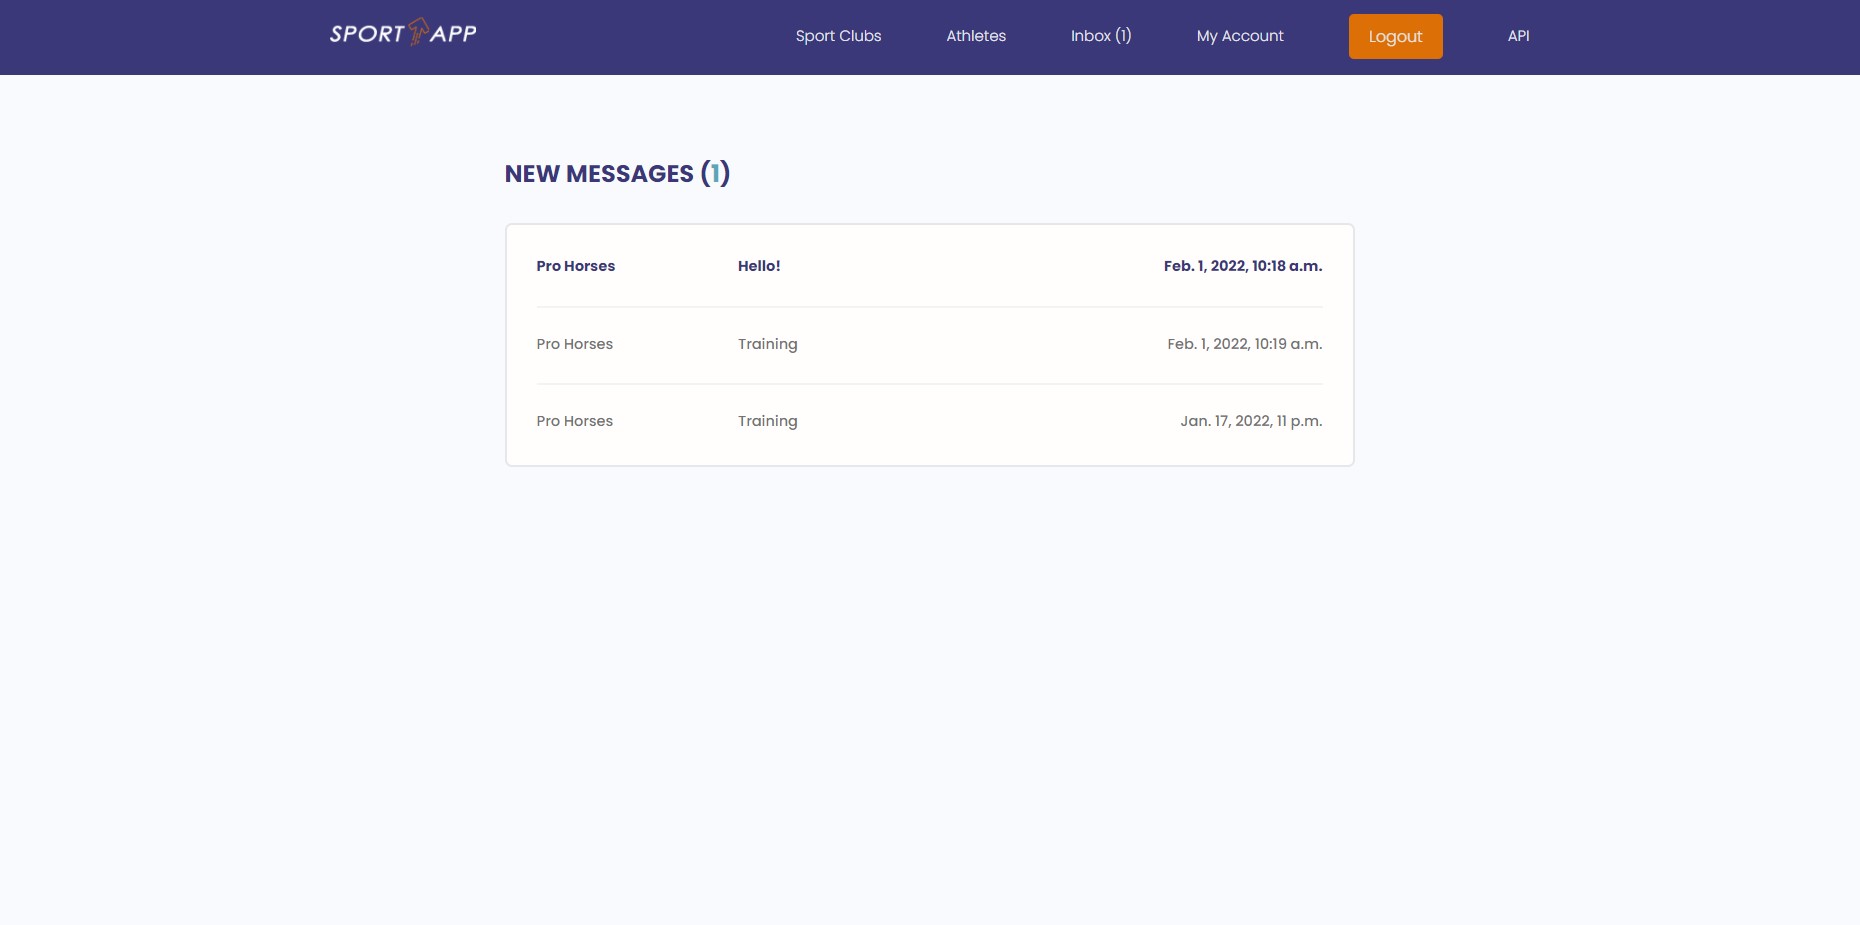 SPORT APP Sport Clubs Athletes Inbox (1) My Account Logout API
NEW MESSAGES (1)
Pro Horses Hello! Feb. 1, 2022, 10:18 a.m.
Pro Horses Training Feb. 1, 2022, 10:19 a.m.
Pro Horses Training Jan. 17, 2022, 11 p.m.